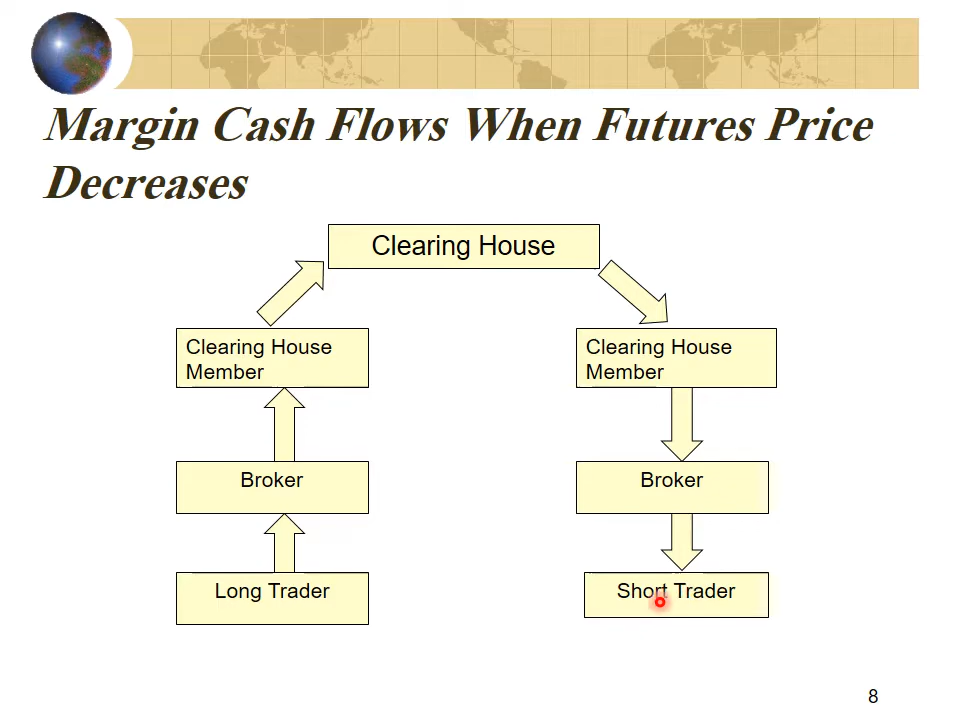 Margin Cash Flows When Futures Price
Decreases
Clearing House
Clearing House
Member
Clearing House
Member
Broker
Broker
Long Trader
Short Trader
8